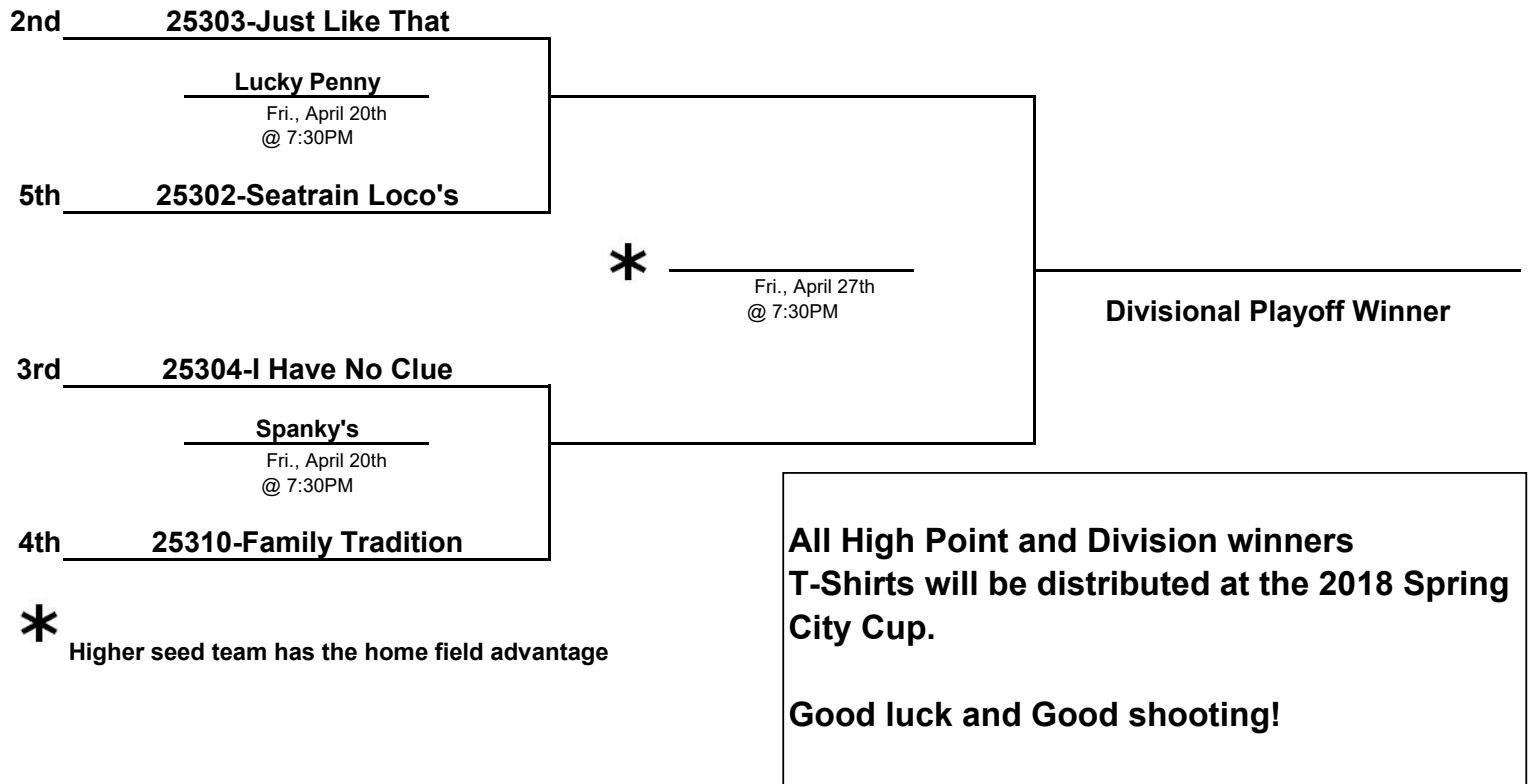 2nd 25303-Just Like That
Lucky Penny
Fri., April 20th
@ 7:30PM
5th 25302-Seatrain Loco's
*
Fri., April 27th
@ 7:30PM
Divisional Playoff Winner
3rd 25304-I Have No Clue
Spanky's
Fri., April 20th
@ 7:30PM
4th 25310-Family Tradition
* Higher seed team has the home field advantage
All High Point and Division winners
T-Shirts will be distributed at the 2018 Spring
City Cup.
Good luck and Good shooting!